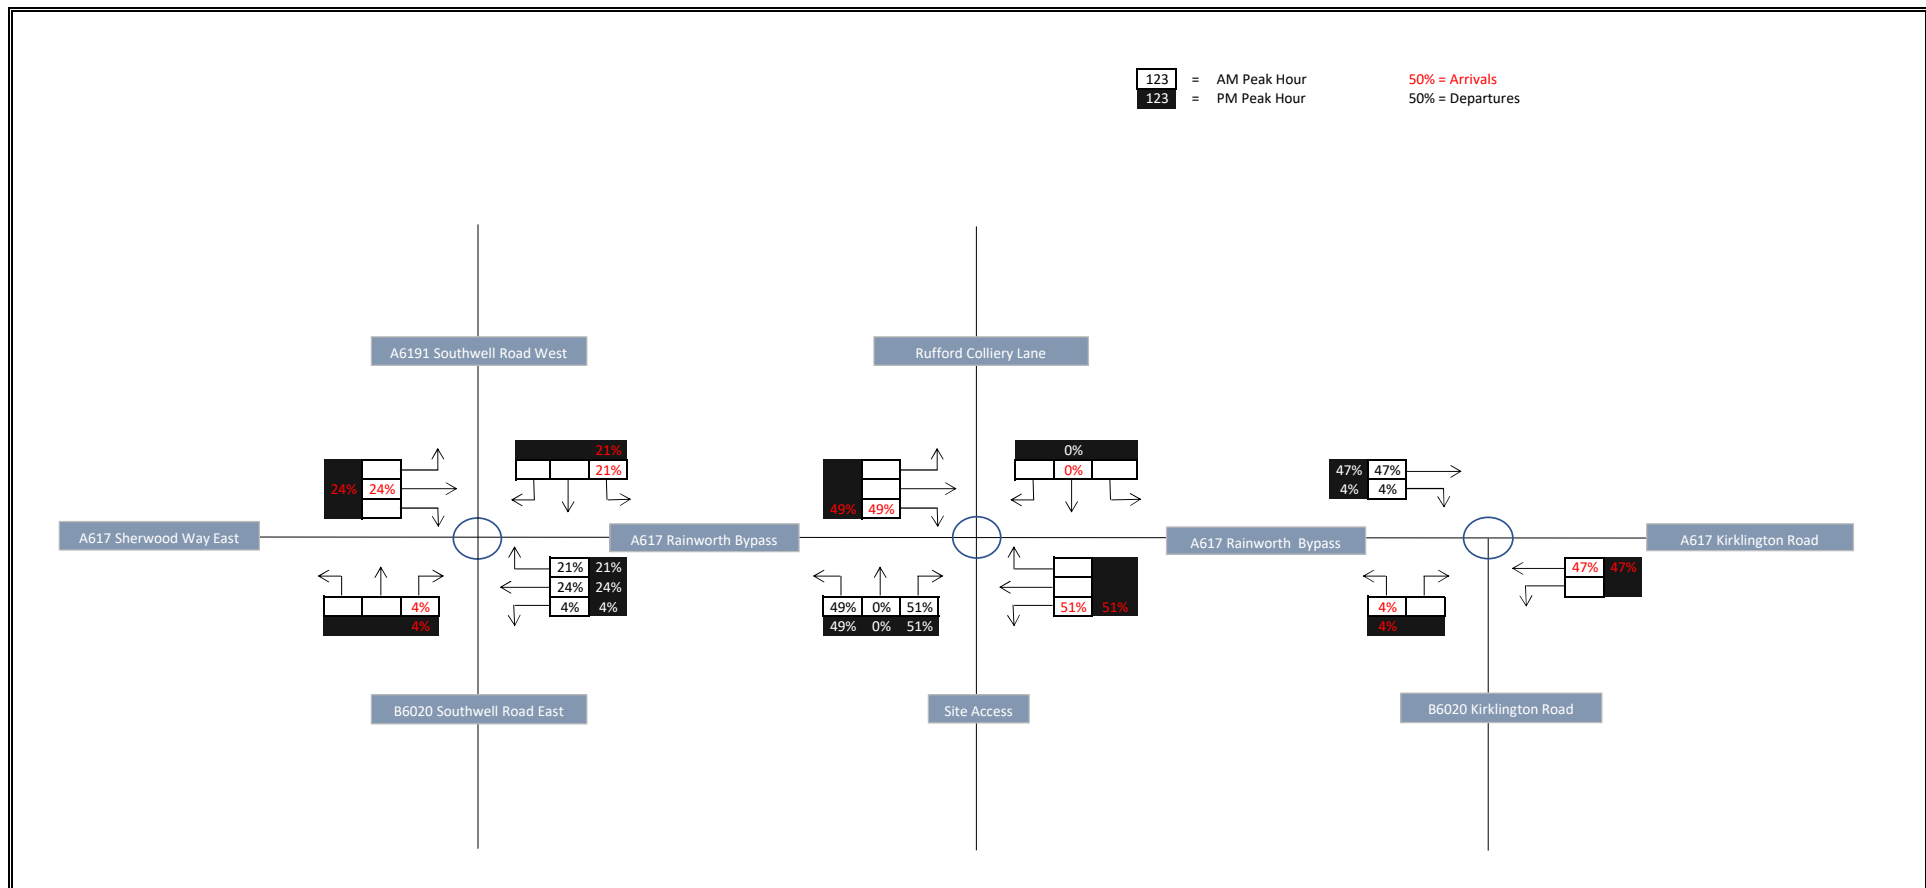 123 = AM Peak Hour 50% = Arrivals
123 = PM Peak Hour 50% = Departures
A6191 Southwell Road West
Rufford Colliery Lane
21%
21%
24% 24%
0%
0%
49% 49%
47% 47%
4% 4%
A617 Sherwood Way East
A617 Rainworth Bypass
A617 Rainworth  Bypass
A617 Kirklington Road
21% 21%
24% 24%
4% 4%
4%
4%
49% 0% 51%
49% 0% 51%
51% 51%
4%
4%
47% 47%
B6020 Southwell Road East
Site Access
B6020 Kirklington Road